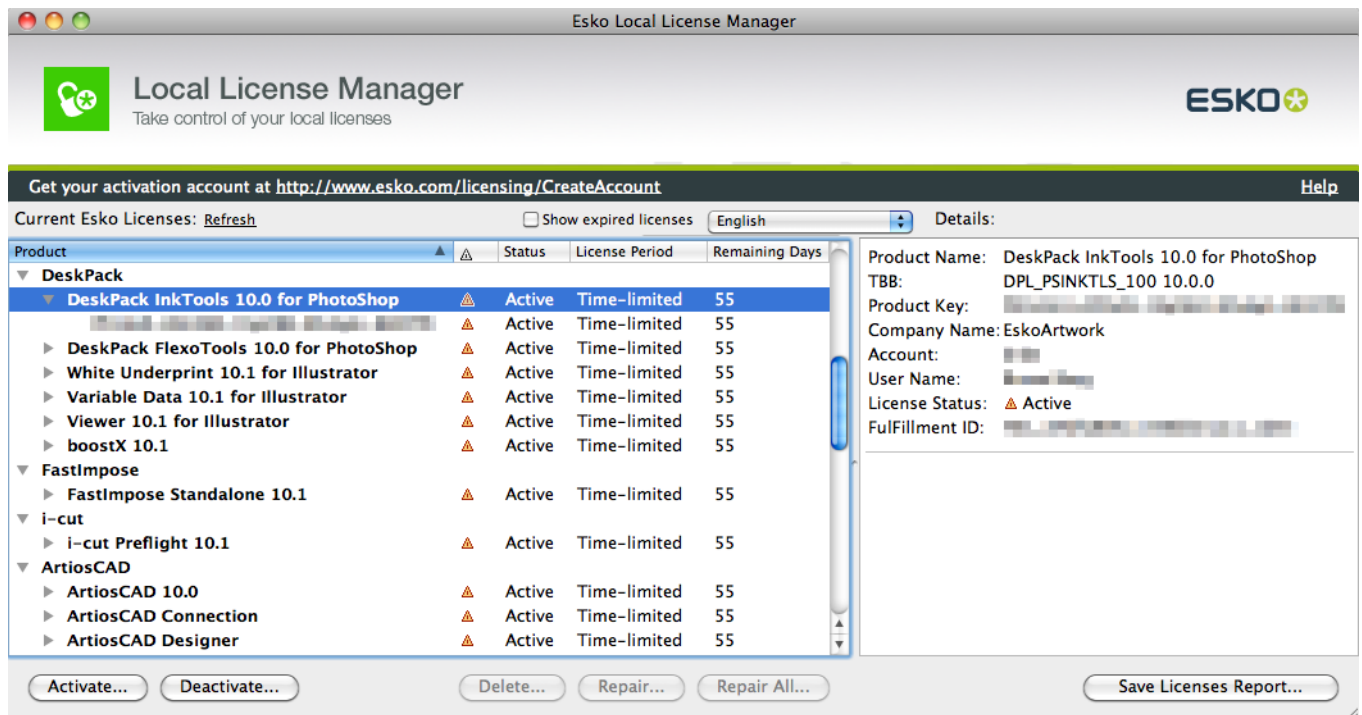 Esko Local License Manager
Local License Manager
Take control of your local licenses
ESKO
Get your activation account at http://www.esko.com/licensing/CreateAccount Help
Current Esko Licenses: Refresh Show expired licenses English Details:
Product Status License Period Remaining Days
DeskPack
DeskPack InkTools 10.0 for PhotoShop Active Time-limited 55
Active Time-limited 55
DeskPack FlexoTools 10.0 for PhotoShop Active Time-limited 55
White Underprint 10.1 for Illustrator Active Time-limited 55
Variable Data 10.1 for Illustrator Active Time-limited 55
Viewer 10.1 for Illustrator Active Time-limited 55
boostX 10.1 Active Time-limited 55
FastImpose
FastImpose Standalone 10.1 Active Time-limited 55
i-cut
i-cut Preflight 10.1 Active Time-limited 55
ArtiosCAD
ArtiosCAD 10.0 Active Time-limited 55
ArtiosCAD Connection Active Time-limited 55
ArtiosCAD Designer Active Time-limited 55
Product Name: DeskPack InkTools 10.0 for PhotoShop
TBB: DPL_PSINKTLS_100 10.0.0
Product Key:
Company Name: EskoArtwork
Account:
User Name:
License Status: Active
FulFillment ID:
Activate... Deactivate... Delete... Repair... Repair All... Save Licenses Report...